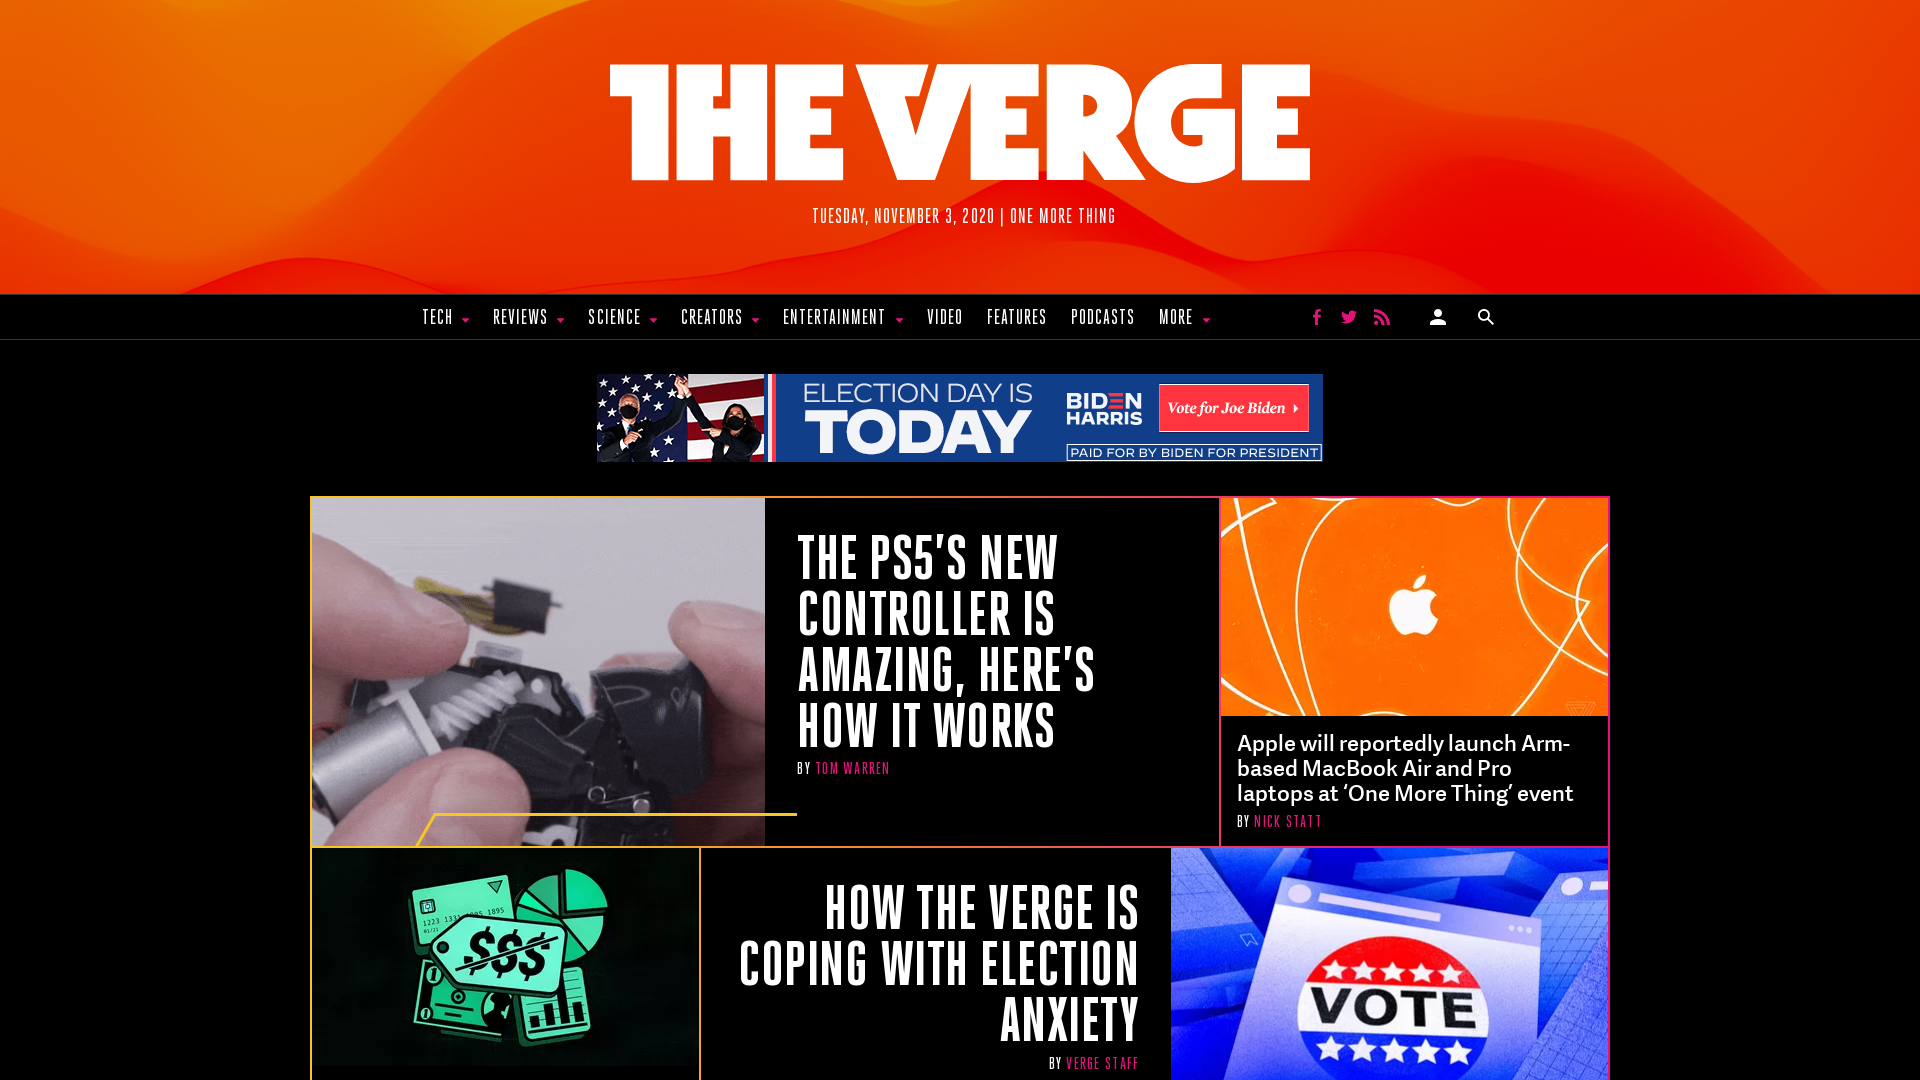 THE VERGE
TUESDAY, NOVEMBER 3, 2020 | ONE MORE THING
TECH REVIEWS SCIENCE CREATORS ENTERTAINMENT VIDEO FEATURES PODCASTS MORE
ELECTION DAY IS
TODAY
BIDEN
HARRIS
Vote for Joe Biden
PAID FOR BY BIDEN FOR PRESIDENT
THE PS5'S NEW
CONTROLLER IS
AMAZING, HERE'S
HOW IT WORKS
BY TOM WARREN
Apple will reportedly launch Arm-
based MacBook Air and Pro
laptops at ‘One More Thing’ event
BY NICK STATT
$$$
HOW THE VERGE IS
COPING WITH ELECTION
ANXIETY
BY VERGE STAFF
VOTE